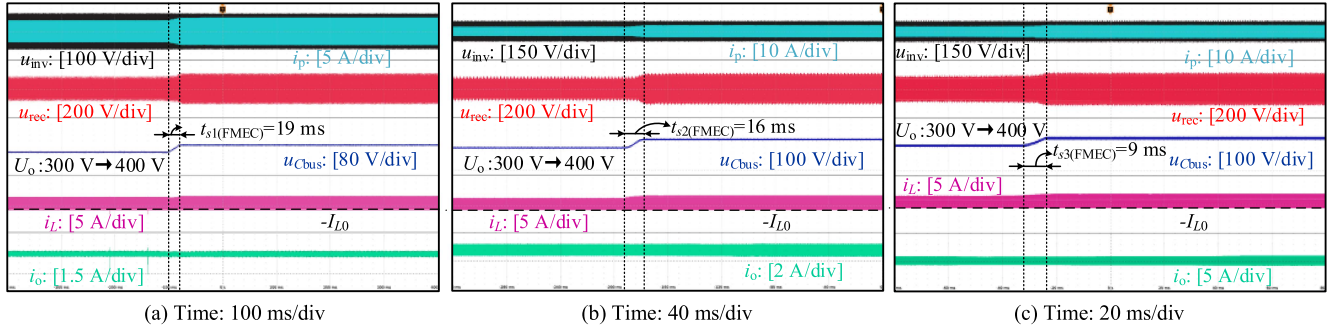 u_inv: [100 V/div]
i_p: [5 A/div]
u_rec: [200 V/div]
t_s1(FMEC)=19 ms
U_o:300 V→400 V
u_Cbus: [80 V/div]
i_L: [5 A/div]
-I_L0
i_o: [1.5 A/div]
(a) Time: 100 ms/div
u_inv: [150 V/div]
i_p: [10 A/div]
u_rec: [200 V/div]
t_s2(FMEC)=16 ms
U_o:300 V→400 V
u_Cbus: [100 V/div]
i_L: [5 A/div]
-I_L0
i_o: [2 A/div]
(b) Time: 40 ms/div
u_inv: [150 V/div]
i_p: [10 A/div]
u_rec: [200 V/div]
U_o:300 V→400 V
t_s3(FMEC)=9 ms
u_Cbus: [100 V/div]
i_L: [5 A/div]
-I_L0
i_o: [5 A/div]
(c) Time: 20 ms/div